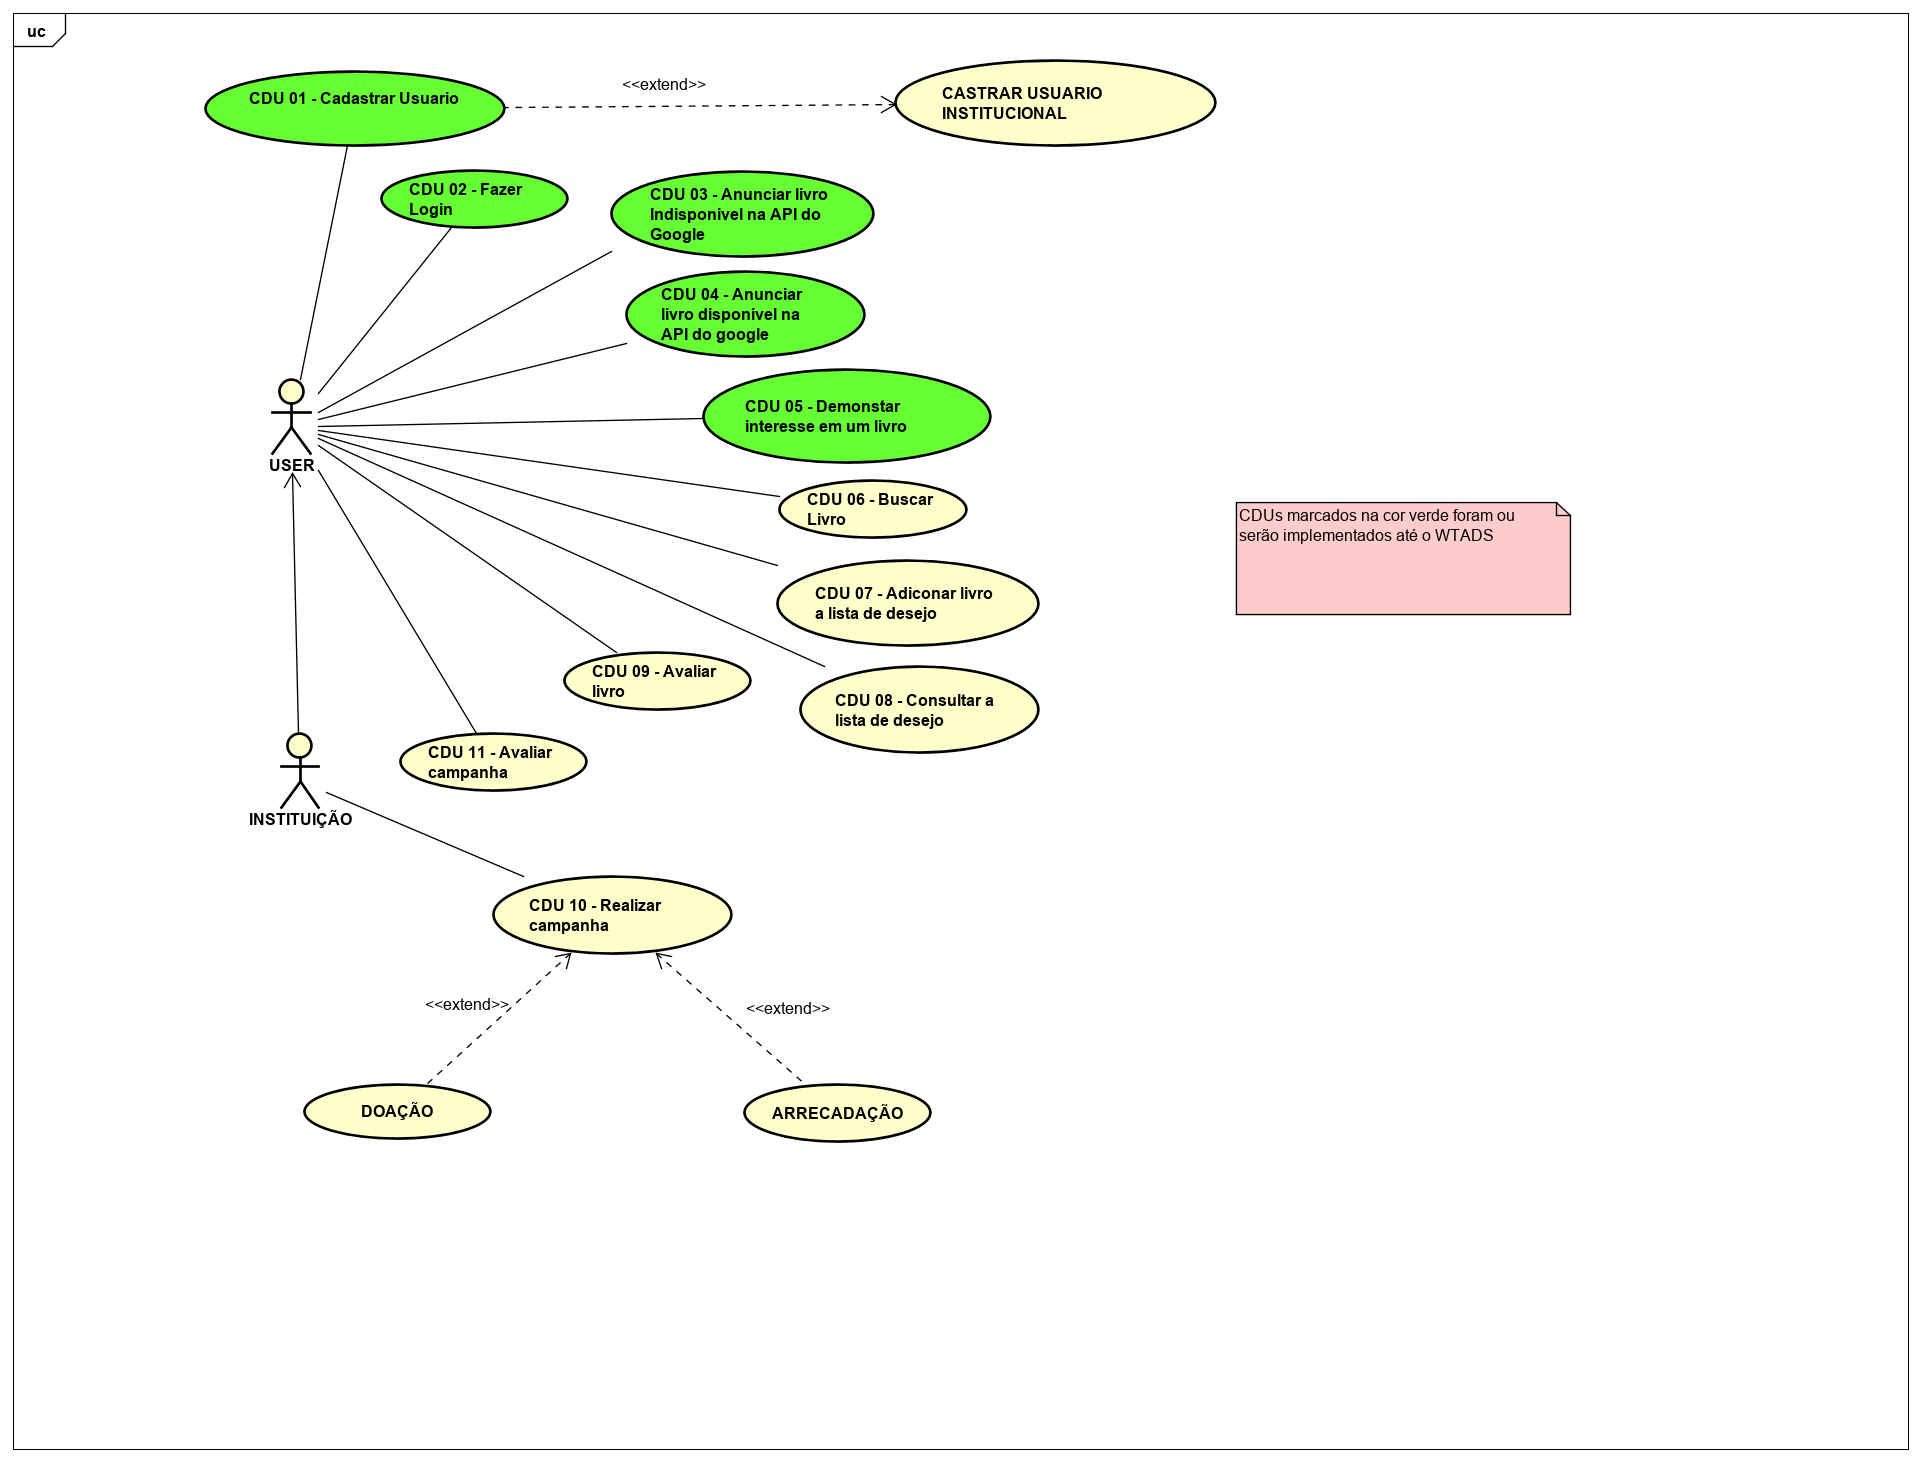 uc
CDU 01 - Cadastrar Usuario
<<extend>>
CASTRAR USUARIO
INSTITUCIONAL
CDU 02 - Fazer
Login
CDU 03 - Anunciar livro
Indisponivel na API do
Google
CDU 04 - Anunciar
livro disponivel na
API do google
CDU 05 - Demonstar
interesse em um livro
USER
CDU 06 - Buscar
Livro
CDUs marcados na cor verde foram ou
serão implementados até o WTADS
CDU 07 - Adiconar livro
a lista de desejo
CDU 09 - Avaliar
livro
CDU 08 - Consultar a
lista de desejo
CDU 11 - Avaliar
campanha
INSTITUIÇÃO
CDU 10 - Realizar
campanha
<<extend>>
<<extend>>
DOAÇÃO
ARRECADAÇÃO